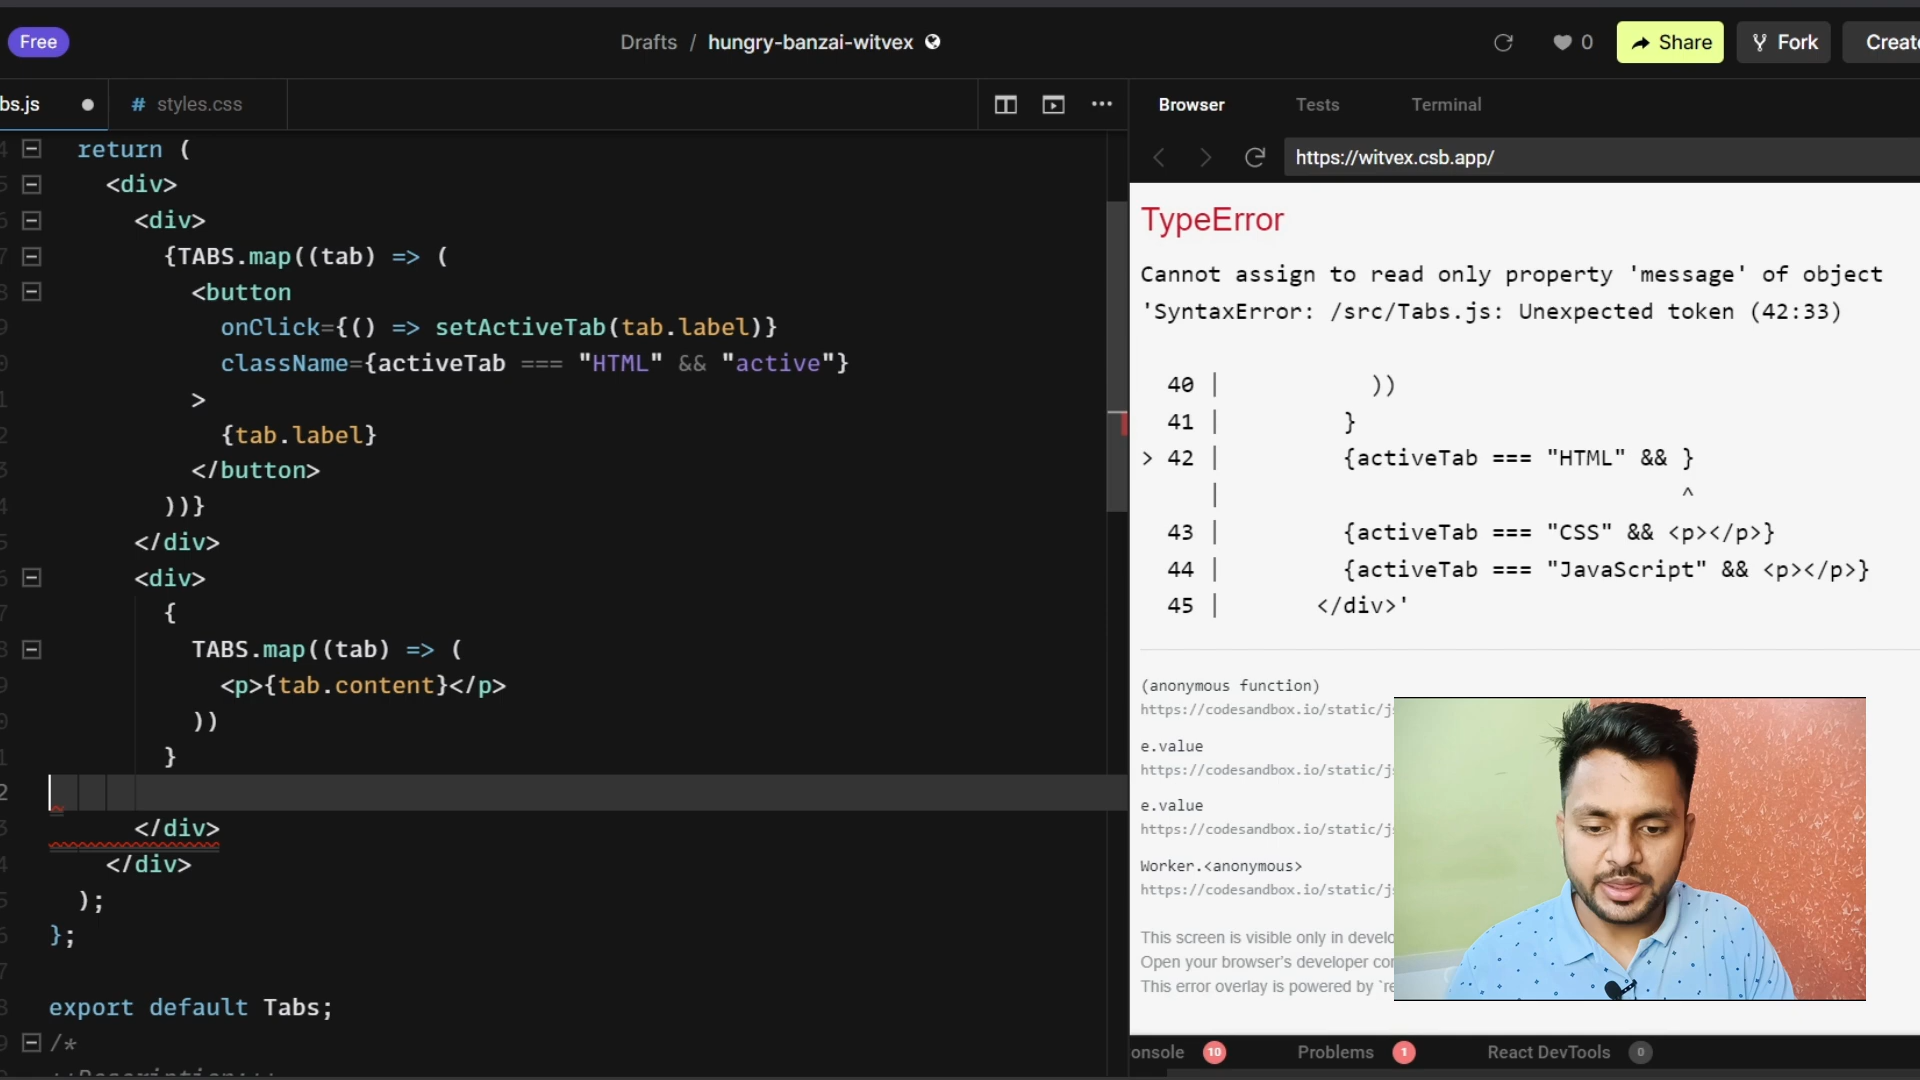 Free
Drafts / hungry-banzai-witvex
0
Share
Fork
Create
bs.js
# styles.css
return (
<div>
<div>
{TABS.map((tab) => (
<button
onClick={() => setActiveTab(tab.label)}
className={activeTab === "HTML" && "active"}
>
{tab.label}
</button>
))}
</div>
<div>
{
TABS.map((tab) => (
<p>{tab.content}</p>
))
}
</div>
</div>
);
};
export default Tabs;
/*
Browser
Tests
Terminal
https://witvex.csb.app/
TypeError
Cannot assign to read only property 'message' of object
'SyntaxError: /src/Tabs.js: Unexpected token (42:33)
40 | ))
41 | }
> 42 | {activeTab === "HTML" && }
| ^
43 | {activeTab === "CSS" && <p></p>}
44 | {activeTab === "JavaScript" && <p></p>}
45 | </div>'
(anonymous function)
https://codesandbox.io/static/js
e.value
https://codesandbox.io/static/js
e.value
https://codesandbox.io/static/js
Worker.<anonymous>
https://codesandbox.io/static/js
This screen is visible only in develo
Open your browser's developer con
This error overlay is powered by `re
onsole 10
Problems 1
React DevTools 0